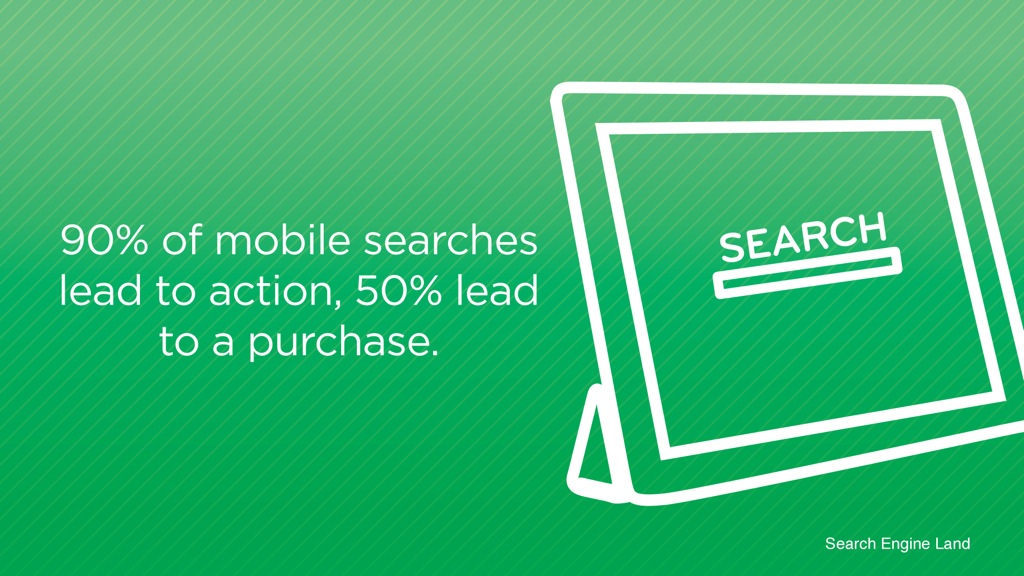 90% of mobile searches
lead to action, 50% lead
to a purchase.
SEARCH
Search Engine Land